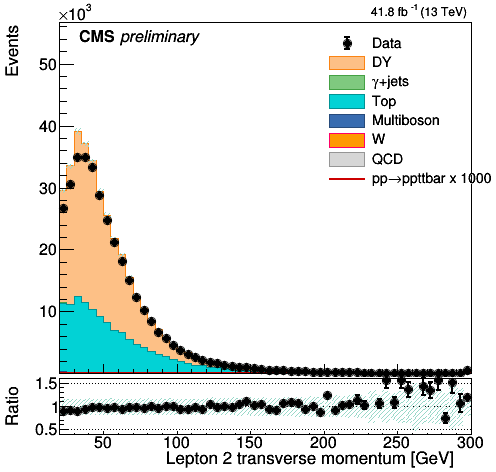 ×10³
41.8 fb⁻¹ (13 TeV)
CMS preliminary
Events
50
40
30
20
10
Data
DY
γ+jets
Top
Multiboson
W
QCD
pp→ppttbar × 1000
Ratio
1.5
1
0.5
50 100 150 200 250 300
Lepton 2 transverse momentum [GeV]